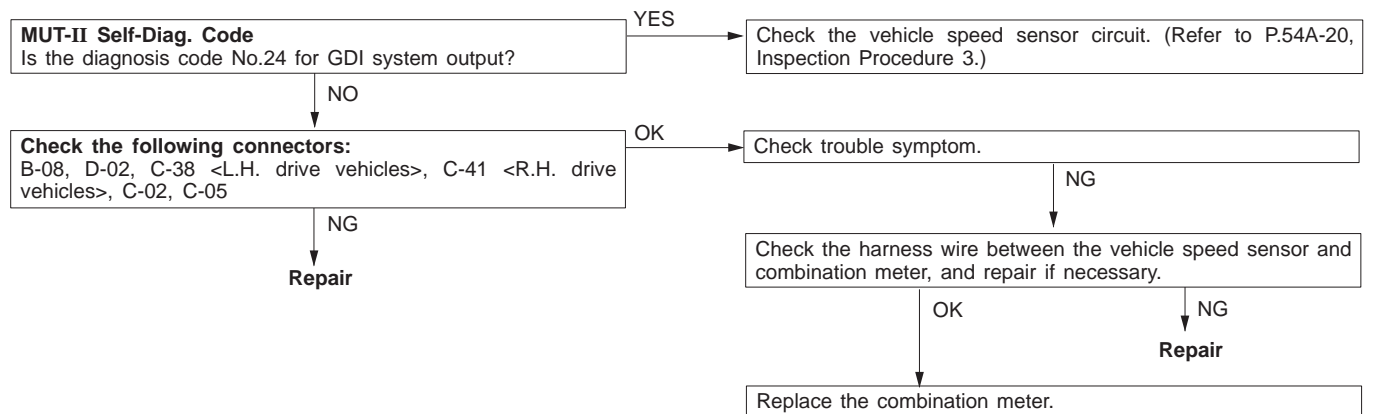 MUT-II Self-Diag. Code
Is the diagnosis code No.24 for GDI system output?
YES
Check the vehicle speed sensor circuit. (Refer to P.54A-20,
Inspection Procedure 3.)
NO
Check the following connectors:
B-08, D-02, C-38 <L.H. drive vehicles>, C-41 <R.H. drive
vehicles>, C-02, C-05
OK
Check trouble symptom.
NG
Repair
NG
Check the harness wire between the vehicle speed sensor and
combination meter, and repair if necessary.
OK
NG
Repair
Replace the combination meter.